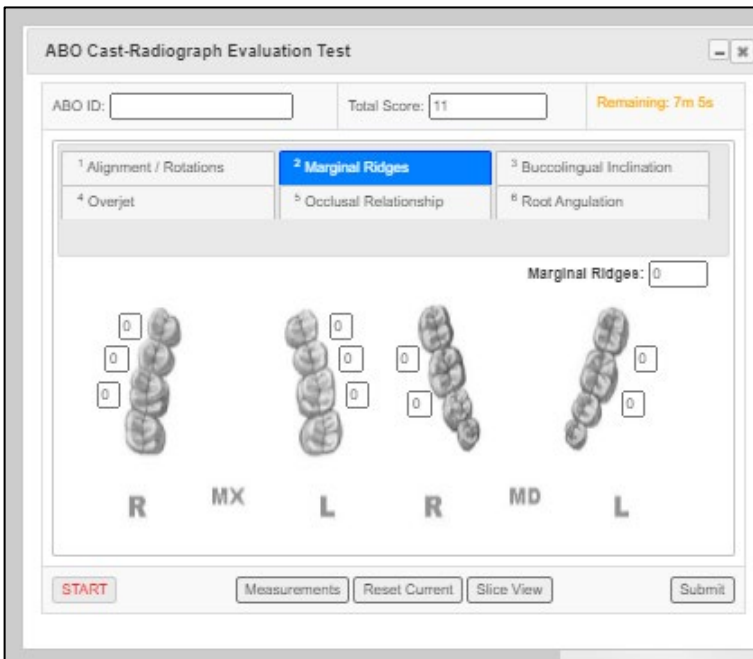 ABO Cast-Radiograph Evaluation Test
ABO ID: Total Score: 11 Remaining: 7m 5s
1 Alignment / Rotations 2 Marginal Ridges 3 Buccolingual Inclination
4 Overjet 5 Occlusal Relationship 6 Root Angulation
Marginal Ridges: 0
0 0
0 0 0 0
0 0 0 0
R MX L R MD L
START Measurements Reset Current Slice View Submit